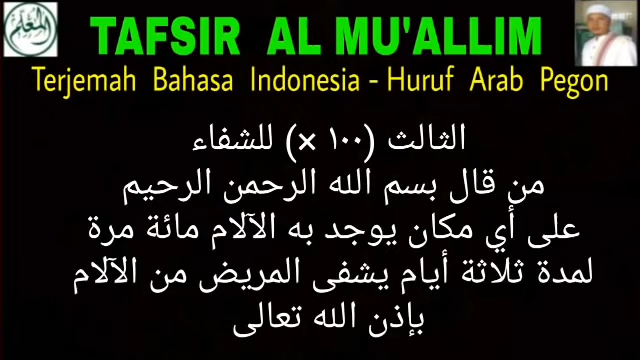 المعلم
TAFSIR AL MU'ALLIM
Terjemah Bahasa Indonesia - Huruf Arab Pegon
الثالث (١٠٠ ×) للشفاء
من قال بسم الله الرحمن الرحيم
على أي مكان يوجد به الآلام مائة مرة
لمدة ثلاثة أيام يشفى المريض من الآلام
بإذن الله تعالى